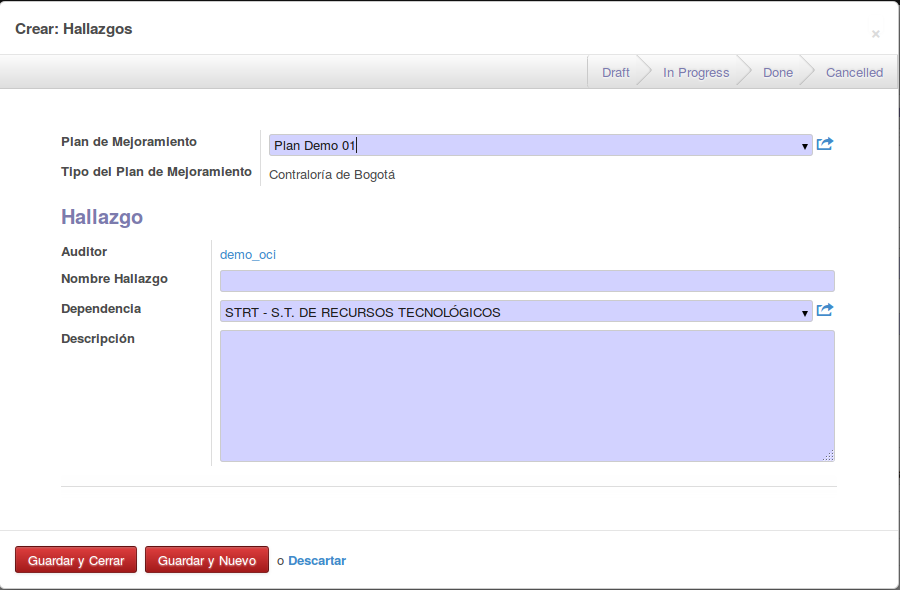 Crear: Hallazgos
×
Draft In Progress Done Cancelled
Plan de Mejoramiento Plan Demo 01
Tipo del Plan de Mejoramiento Contraloría de Bogotá
Hallazgo
Auditor demo_oci
Nombre Hallazgo
Dependencia STRT - S.T. DE RECURSOS TECNOLÓGICOS
Descripción
Guardar y Cerrar Guardar y Nuevo o Descartar